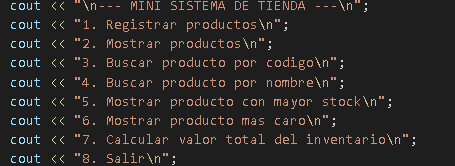 cout << "\n--- MINI SISTEMA DE TIENDA ---\n";
cout << "1. Registrar productos\n";
cout << "2. Mostrar productos\n";
cout << "3. Buscar producto por codigo\n";
cout << "4. Buscar producto por nombre\n";
cout << "5. Mostrar producto con mayor stock\n";
cout << "6. Mostrar producto mas caro\n";
cout << "7. Calcular valor total del inventario\n";
cout << "8. Salir\n";